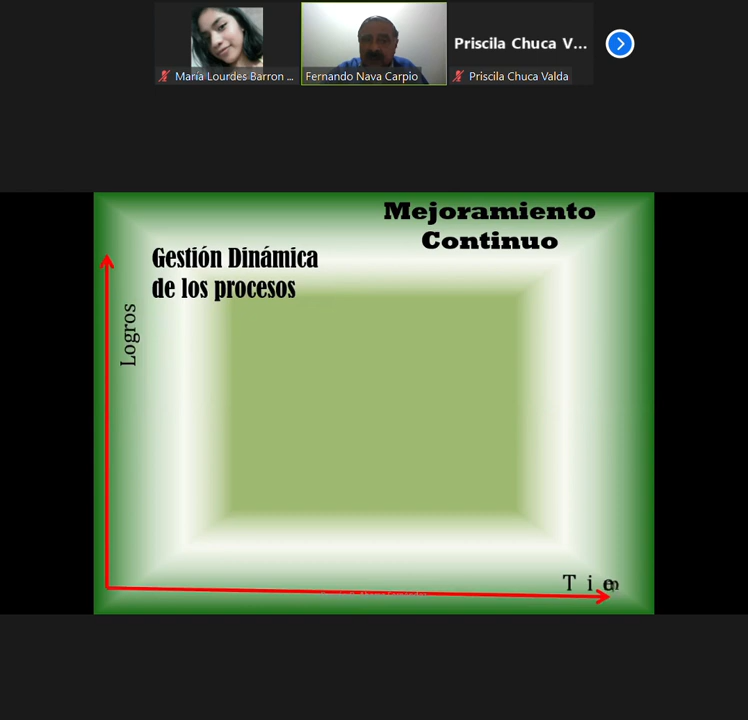 Priscila Chuca V...
María Lourdes Barron ...
Fernando Nava Carpio
Priscila Chuca Valda
Mejoramiento
Continuo
Gestión Dinámica
de los procesos
Logros
T i e